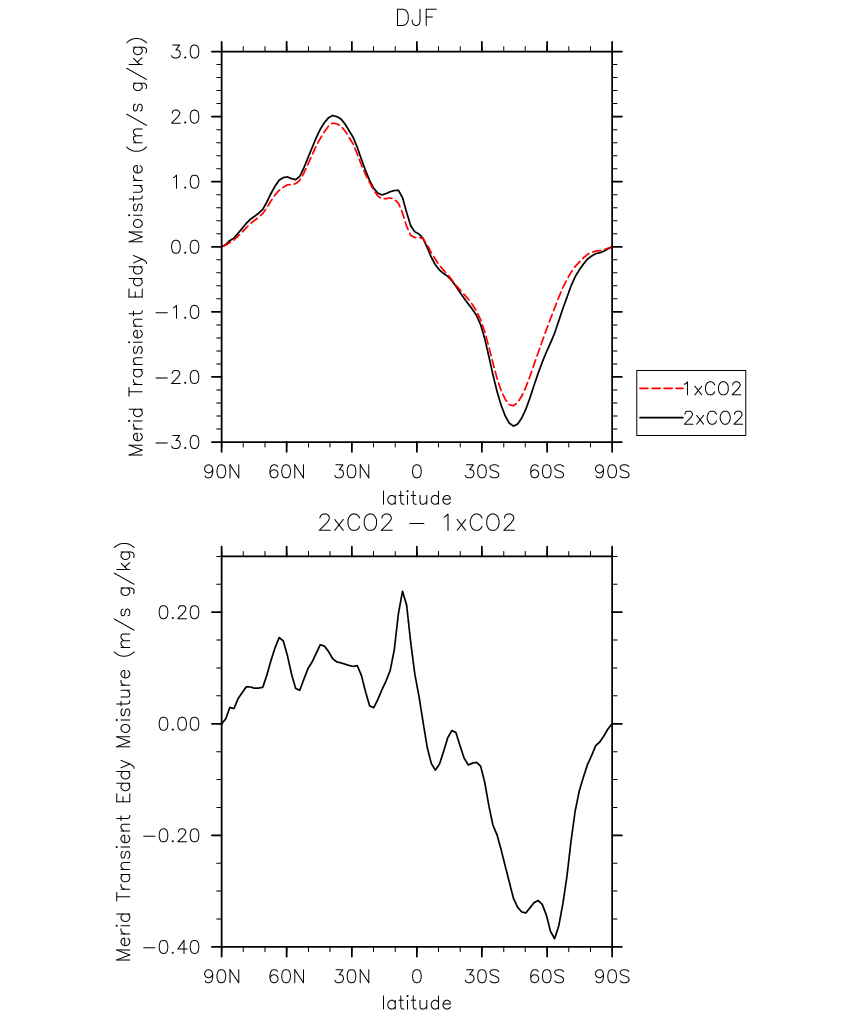 DJF
Merid Transient Eddy Moisture (m/s g/kg)
3.0
2.0
1.0
0.0
−1.0
−2.0
−3.0
90N 60N 30N 0 30S 60S 90S
latitude
1xCO2
2xCO2
2xCO2 − 1xCO2
Merid Transient Eddy Moisture (m/s g/kg)
0.20
0.00
−0.20
−0.40
90N 60N 30N 0 30S 60S 90S
latitude